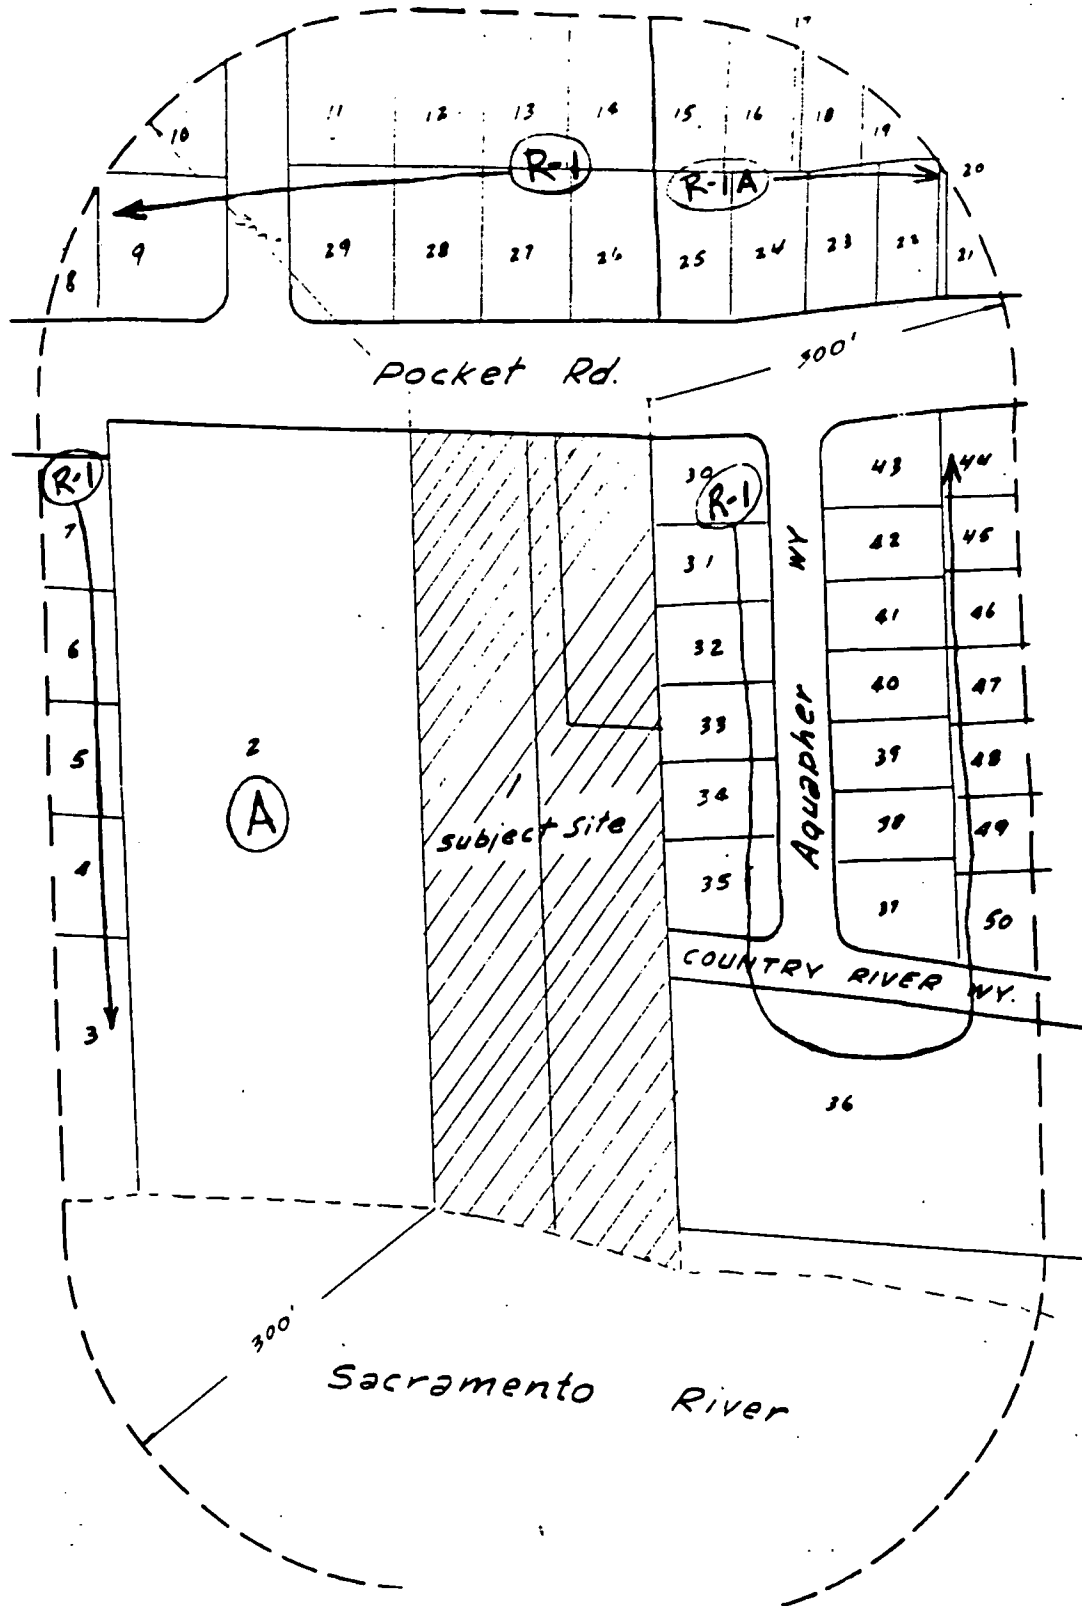 17
10 11 12 13 14 15 16 18 19
R-1 R-1A 20
8 9 29 28 27 26 25 24 23 22 21
Pocket Rd. 300'
R-1 30 43 44
R-1
7 31 WY 42 45
6 32 41 46
40 47
5 2 33 Aquapher 39 48
A 34
subject site 38 49
4 35 37 50
COUNTRY RIVER WY.
3 36
300'
Sacramento River